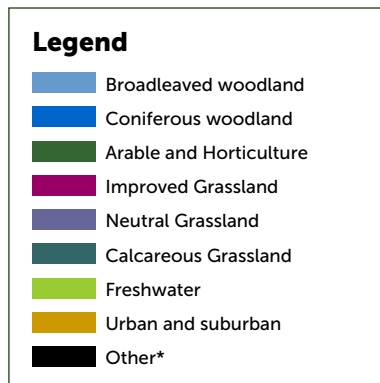 Legend
Broadleaved woodland
Coniferous woodland
Arable and Horticulture
Improved Grassland
Neutral Grassland
Calcareous Grassland
Freshwater
Urban and suburban
Other*